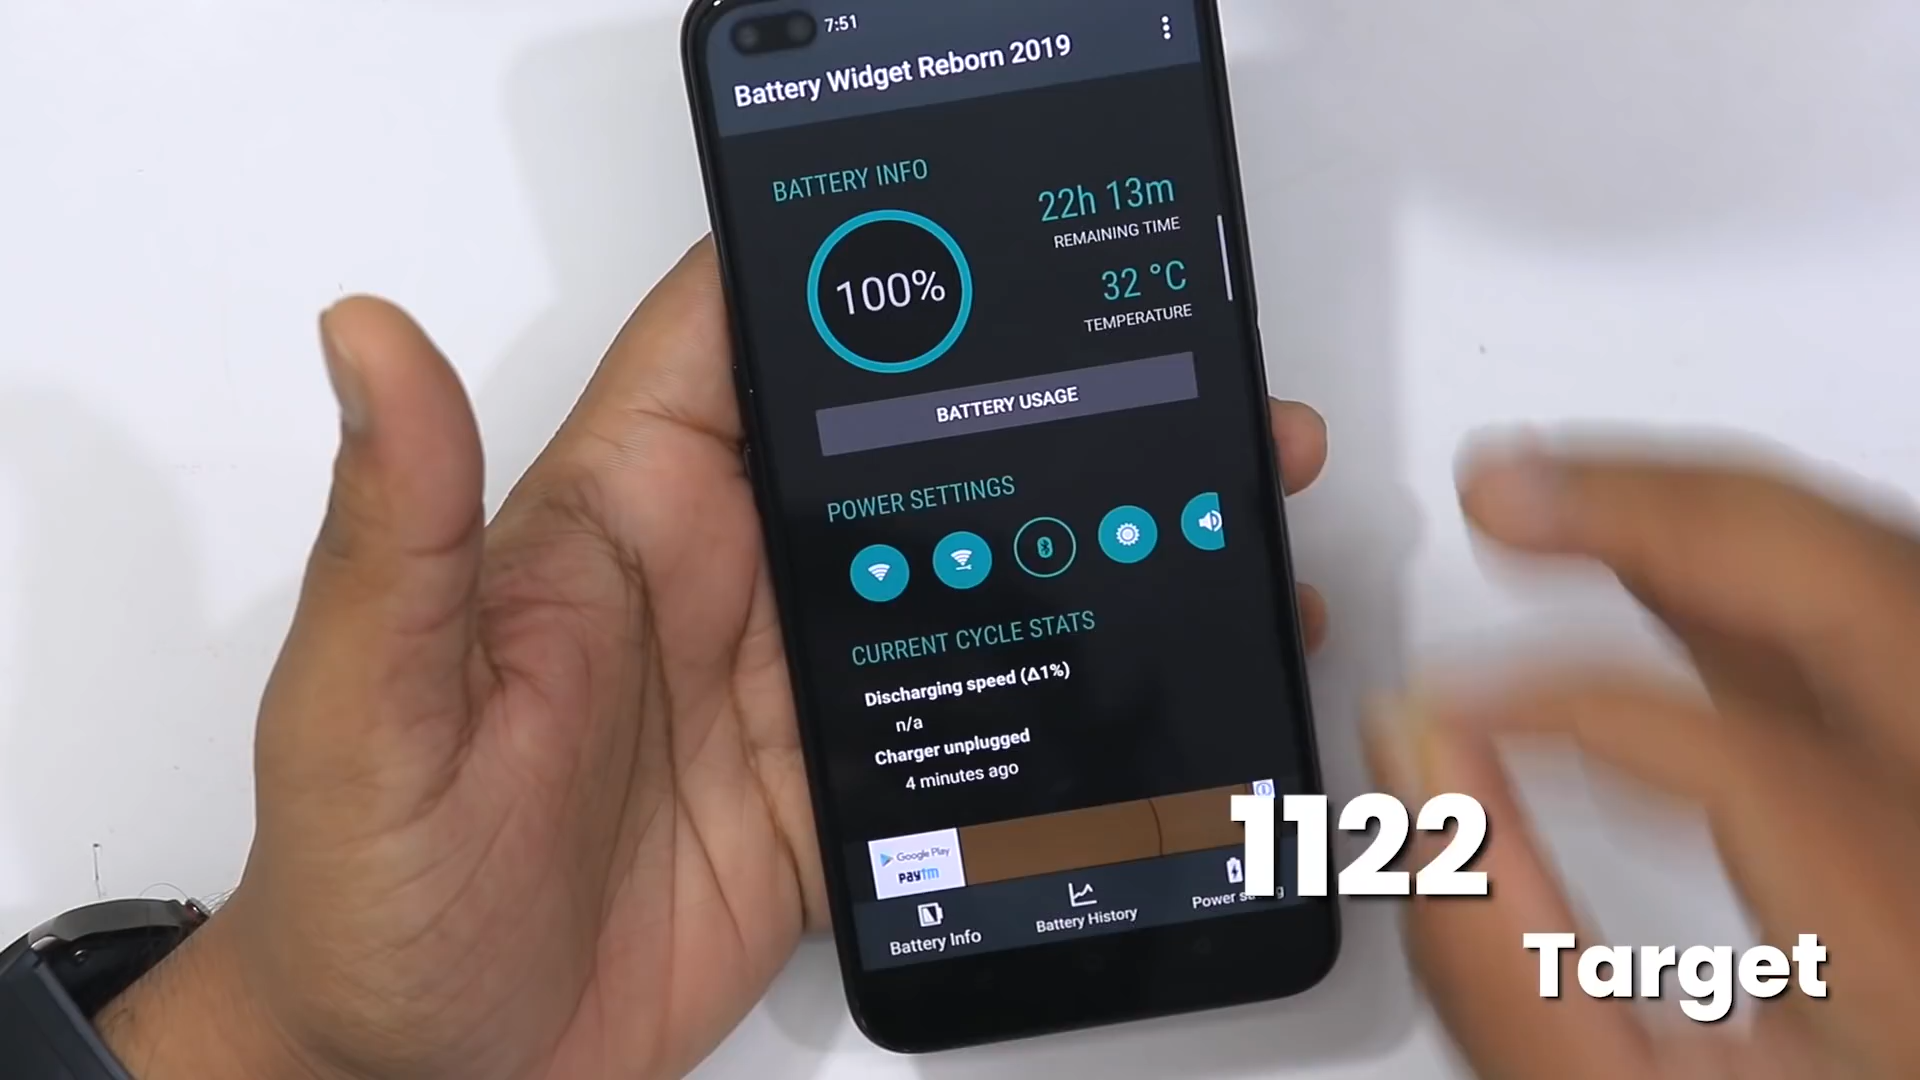 7:51
Battery Widget Reborn 2019
BATTERY INFO
100%
22h 13m
REMAINING TIME
32 °C
TEMPERATURE
BATTERY USAGE
POWER SETTINGS
CURRENT CYCLE STATS
Discharging speed (Δ1%)
n/a
Charger unplugged
4 minutes ago
Google Play
paytm
Battery Info
Battery History
Power
1122
Target